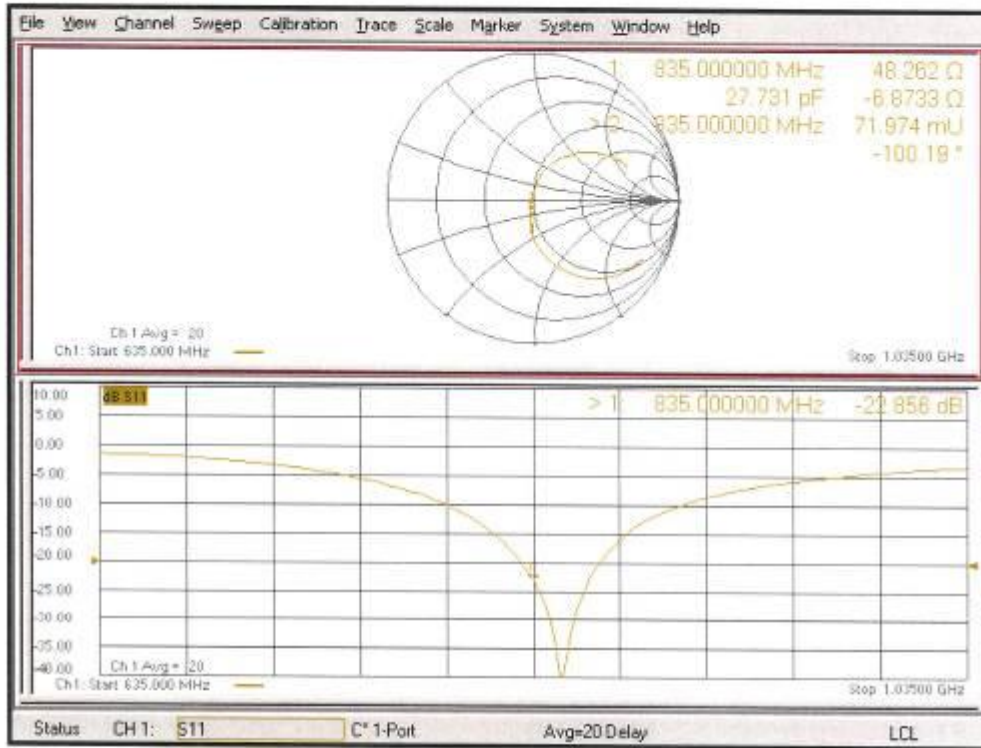 File View Channel Sweep Calibration Trace Scale Marker System Window Help
1 835.000000 MHz 48.262 Ω
27.731 pF -6.8733 Ω
> 2 835.000000 MHz 71.974 mU
-100.19 °
Ch 1 Avg = 20
Ch1: Start 635.000 MHz
Stop 1.03500 GHz
10.00
dB S11
> 1 835.000000 MHz -22.856 dB
5.00
0.00
-5.00
-10.00
-15.00
-20.00
-25.00
-30.00
-35.00
-40.00
Ch 1 Avg = 20
Ch1: Start 635.000 MHz
Stop 1.03500 GHz
Status CH 1: S11 C* 1-Port Avg=20 Delay LCL